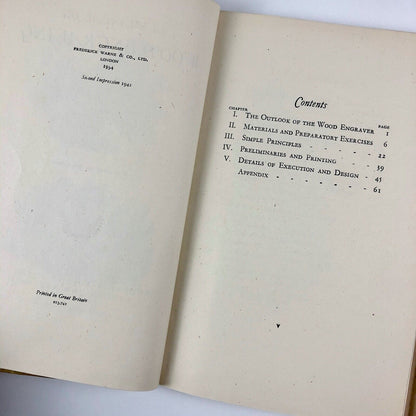 COPYRIGHT
FREDERICK WARNE & CO., LTD.
LONDON
1934
Second Impression 1941
Printed in Great Britain
Contents
CHAPTER PAGE
I. THE OUTLOOK OF THE WOOD ENGRAVER 1
II. MATERIALS AND PREPARATORY EXERCISES 6
III. SIMPLE PRINCIPLES - - - - - - 22
IV. PRELIMINARIES AND PRINTING - - - 39
V. DETAILS OF EXECUTION AND DESIGN - 45
APPENDIX - - - - - - - 61
v